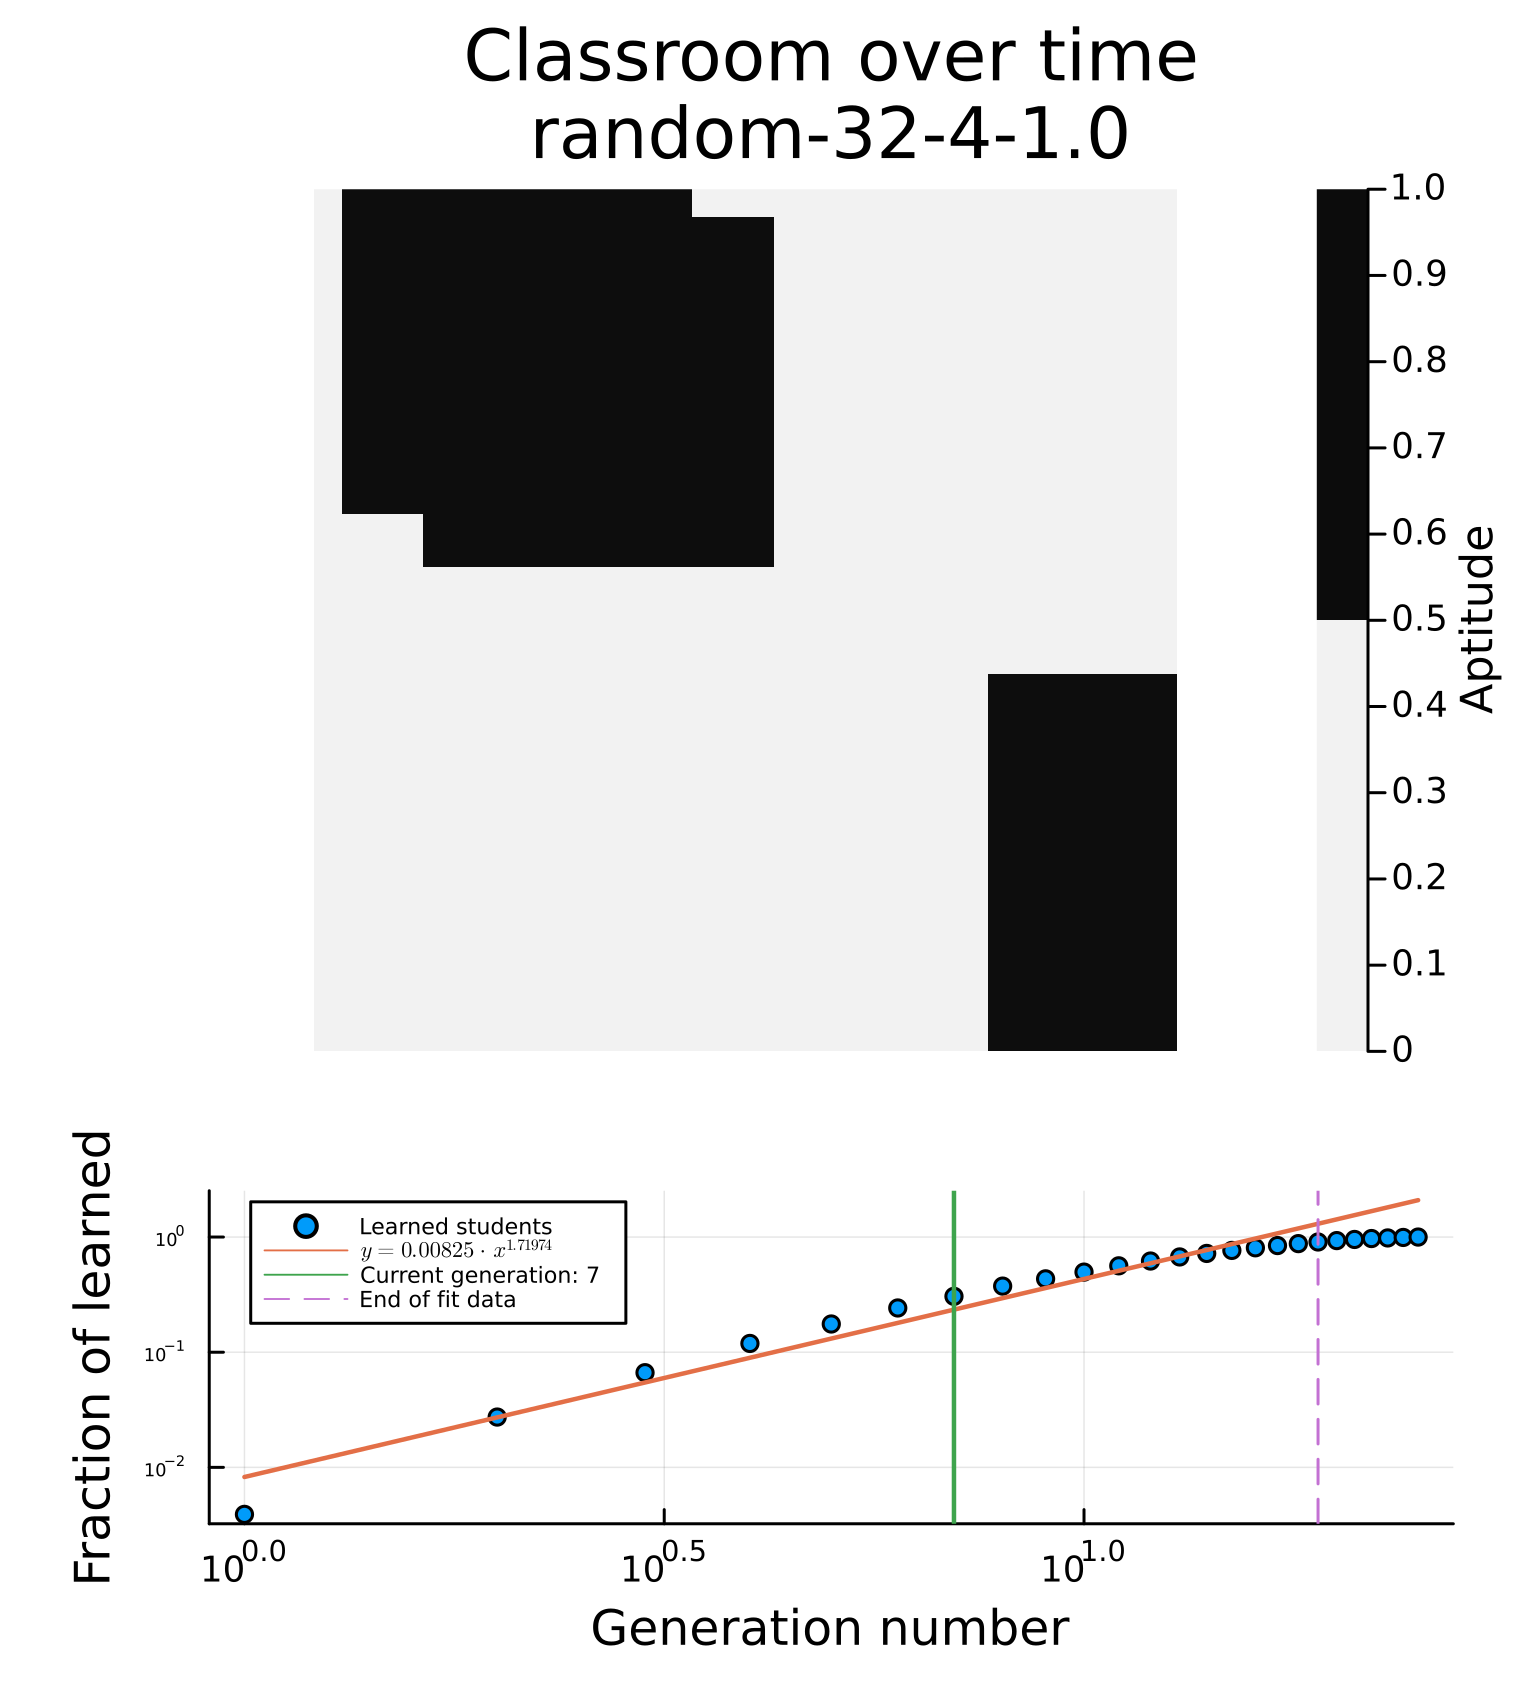 Classroom over time
random-32-4-1.0
1.0
0.9
0.8
0.7
0.6
0.5
0.4
0.3
0.2
0.1
0
Aptitude
Fraction of learned
10⁰
10⁻¹
10⁻²
Learned students
y = 0.00825 · x^1.71974
Current generation: 7
End of fit data
10^0.0
10^0.5
10^1.0
Generation number